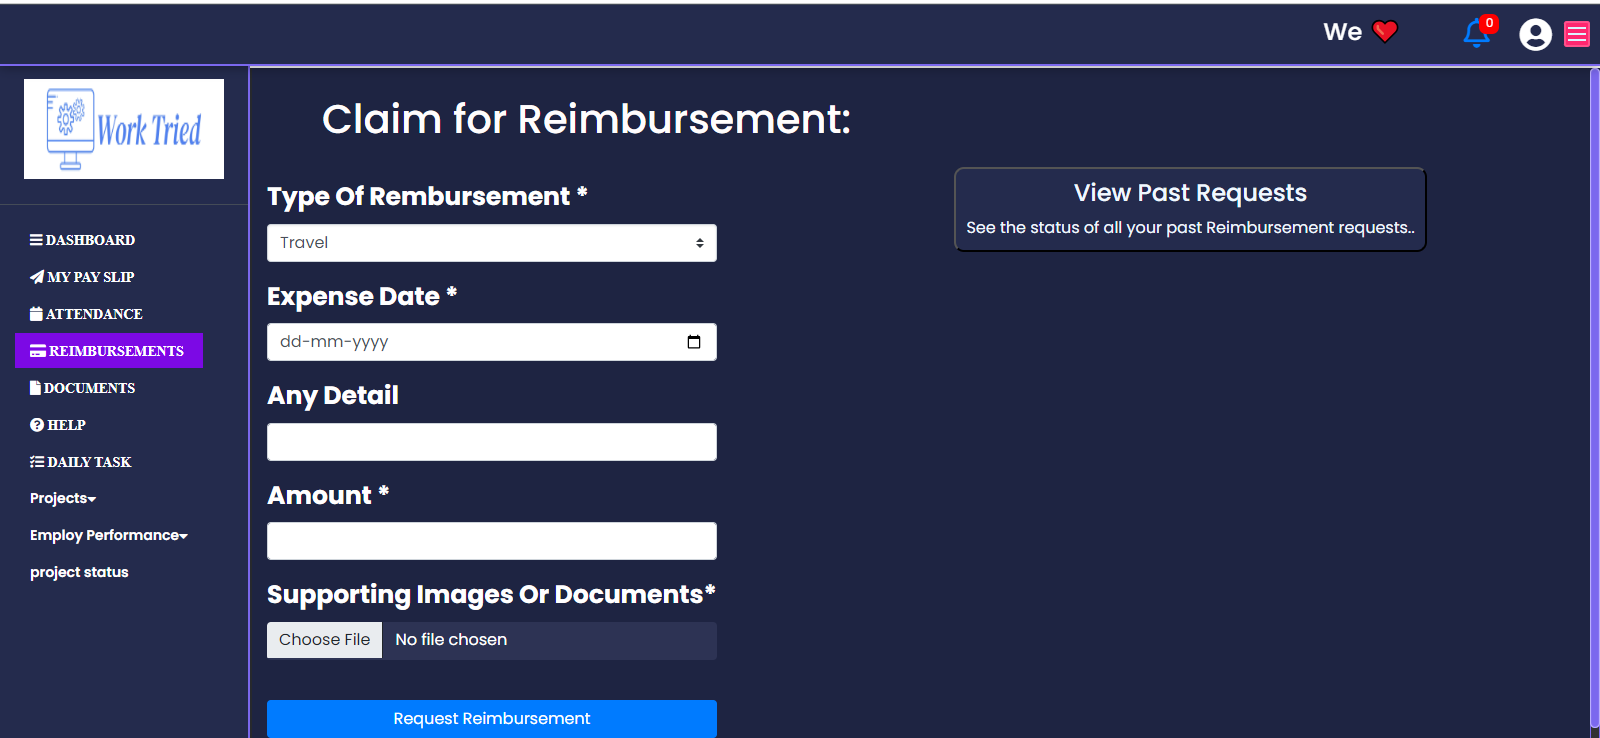 We
0
Work Tried
DASHBOARD
MY PAY SLIP
ATTENDANCE
REIMBURSEMENTS
DOCUMENTS
HELP
DAILY TASK
Projects
Employ Performance
project status
Claim for Reimbursement:
Type Of Rembursement *
Travel
Expense Date *
dd-mm-yyyy
Any Detail
Amount *
Supporting Images Or Documents*
Choose File No file chosen
Request Reimbursement
View Past Requests
See the status of all your past Reimbursement requests..